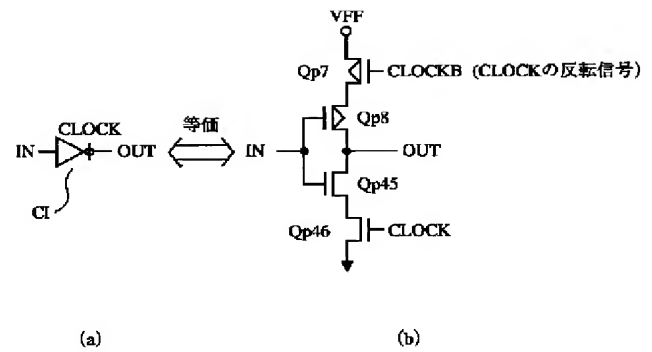 VFF
Qp7
CLOCKB (CLOCKの反転信号)
CLOCK
等価
Qp8
IN
OUT
IN
OUT
CI
Qp45
Qp46
CLOCK
(a)
(b)